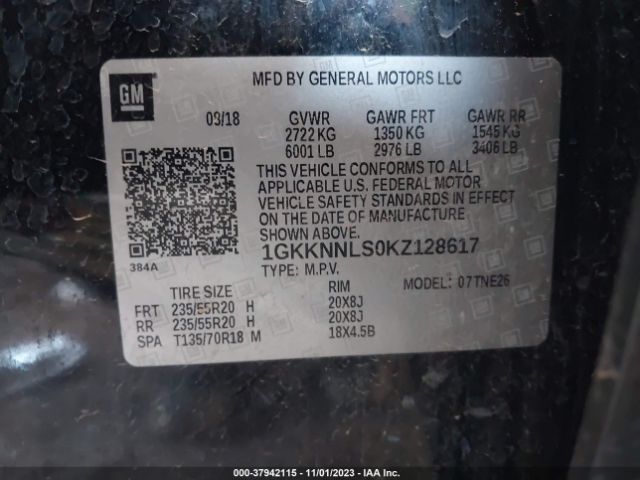 GM
MFD BY GENERAL MOTORS LLC
09/18 GVWR GAWR FRT GAWR RR
2722 KG 1350 KG 1545 KG
6001 LB 2976 LB 3406 LB
THIS VEHICLE CONFORMS TO ALL
APPLICABLE U.S. FEDERAL MOTOR
VEHICLE SAFETY STANDARDS IN EFFECT
ON THE DATE OF MANUFACTURE
SHOWN ABOVE.
1GKKNNLS0KZ128617
384A
TYPE: M.P.V. MODEL: 07TNE26
TIRE SIZE RIM
FRT 235/55R20 H 20X8J
RR 235/55R20 H 20X8J
SPA T135/70R18 M 18X4.5B
000-37942115 - 11/01/2023 - IAA Inc.